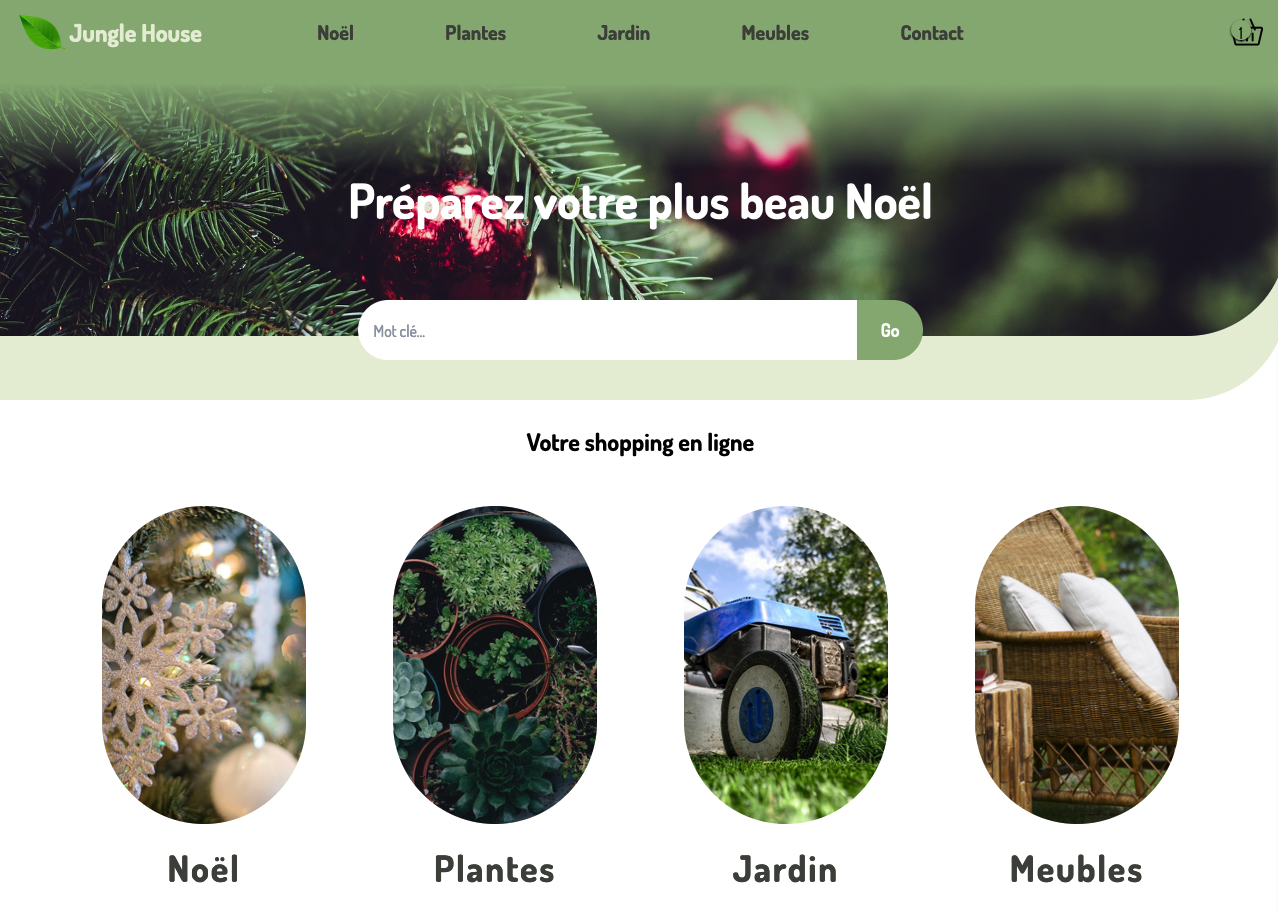 Jungle House
Noël
Plantes
Jardin
Meubles
Contact
Préparez votre plus beau Noël
Mot clé...
Go
Votre shopping en ligne
Noël
Plantes
Jardin
Meubles